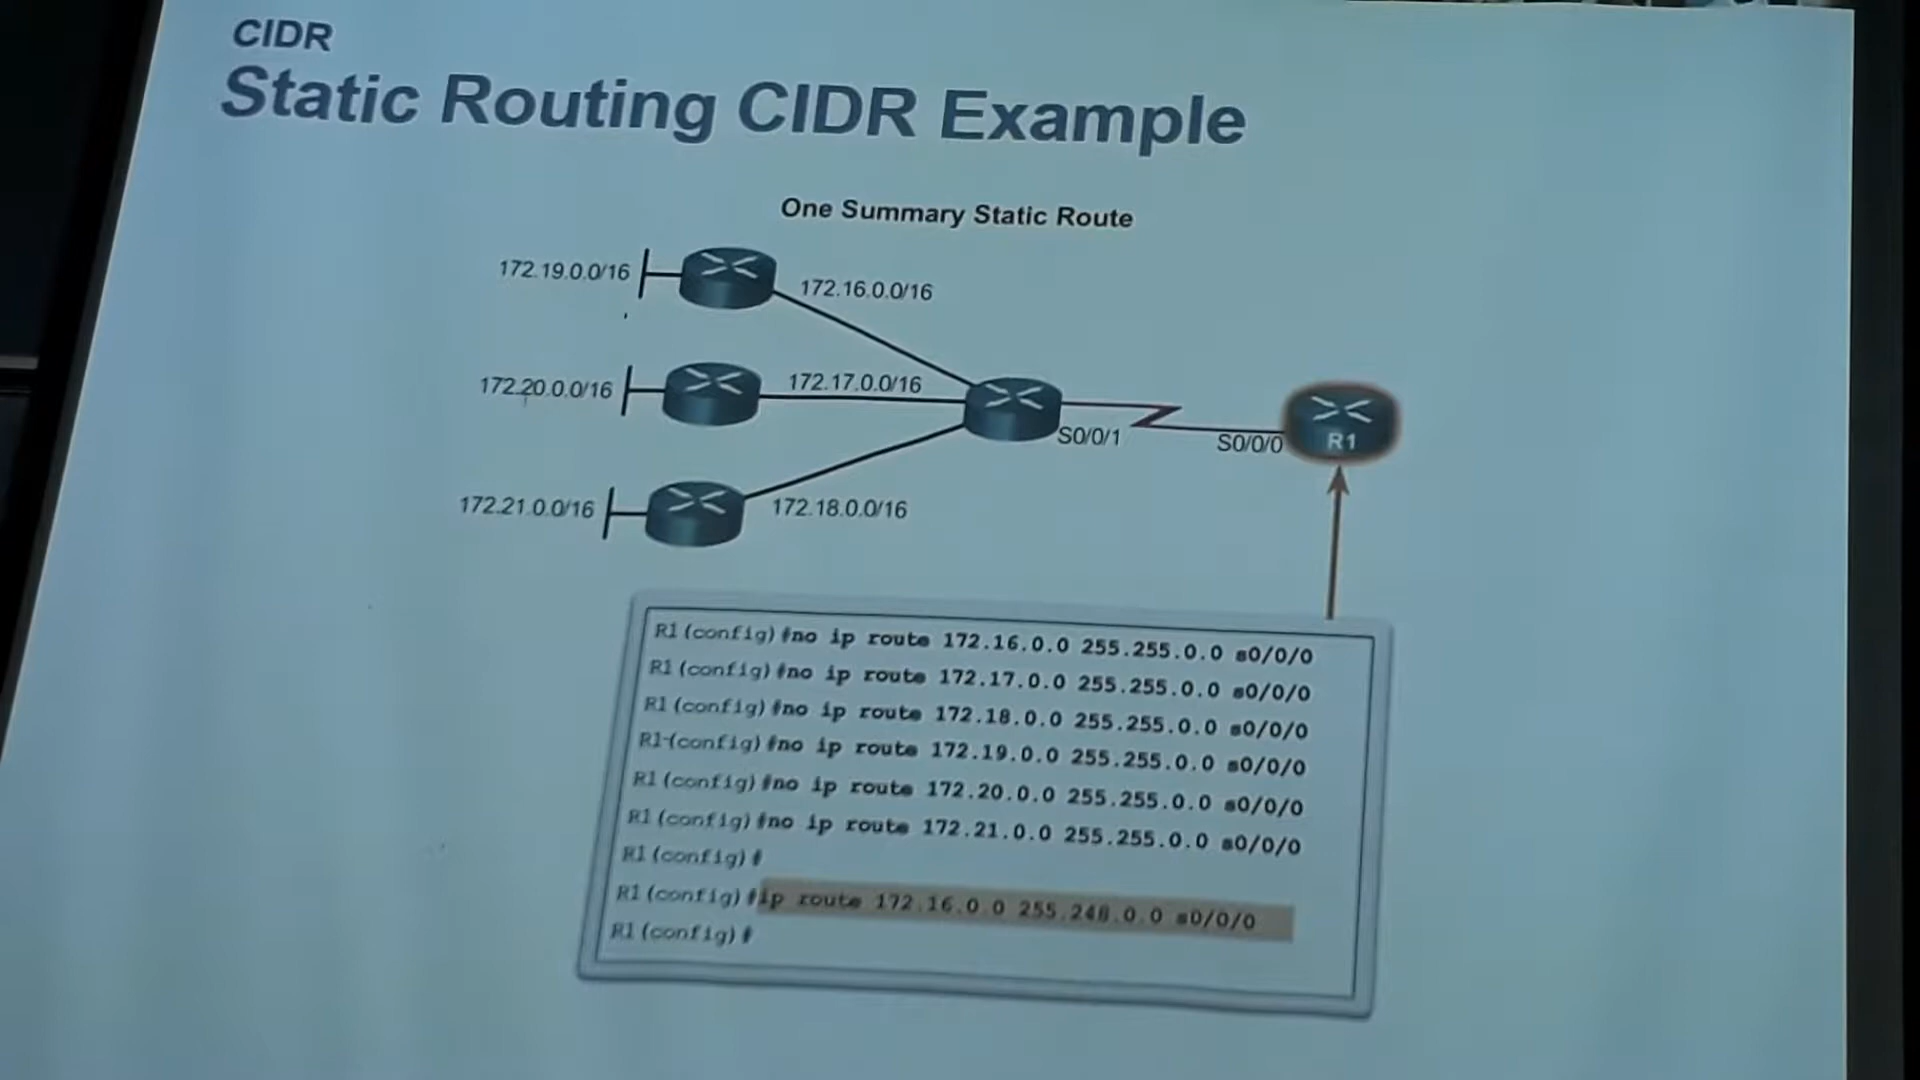 CIDR
Static Routing CIDR Example
One Summary Static Route
172.19.0.0/16
172.16.0.0/16
172.20.0.0/16
172.17.0.0/16
S0/0/1
S0/0/0
R1
172.21.0.0/16
172.18.0.0/16
R1(config)#no ip route 172.16.0.0 255.255.0.0 s0/0/0
R1(config)#no ip route 172.17.0.0 255.255.0.0 s0/0/0
R1(config)#no ip route 172.18.0.0 255.255.0.0 s0/0/0
R1(config)#no ip route 172.19.0.0 255.255.0.0 s0/0/0
R1(config)#no ip route 172.20.0.0 255.255.0.0 s0/0/0
R1(config)#no ip route 172.21.0.0 255.255.0.0 s0/0/0
R1(config)#
R1(config)#ip route 172.16.0.0 255.248.0.0 s0/0/0
R1(config)#